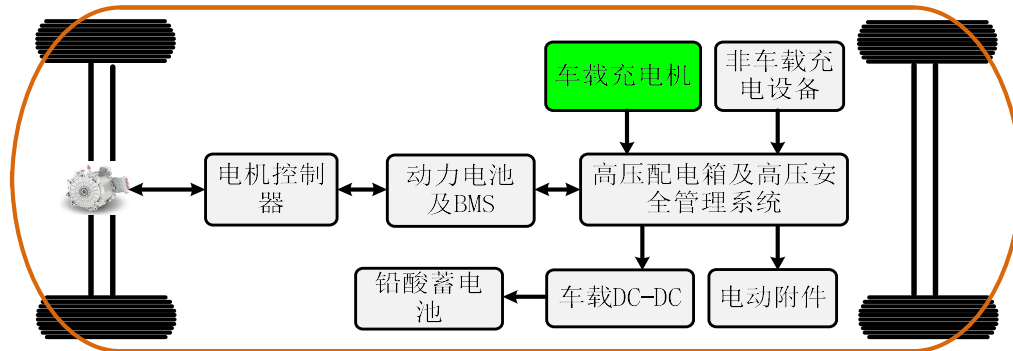 车载充电机
非车载充
电设备
电机控制
器
动力电池
及BMS
高压配电箱及高压安
全管理系统
铅酸蓄电
池
车载DC-DC
电动附件